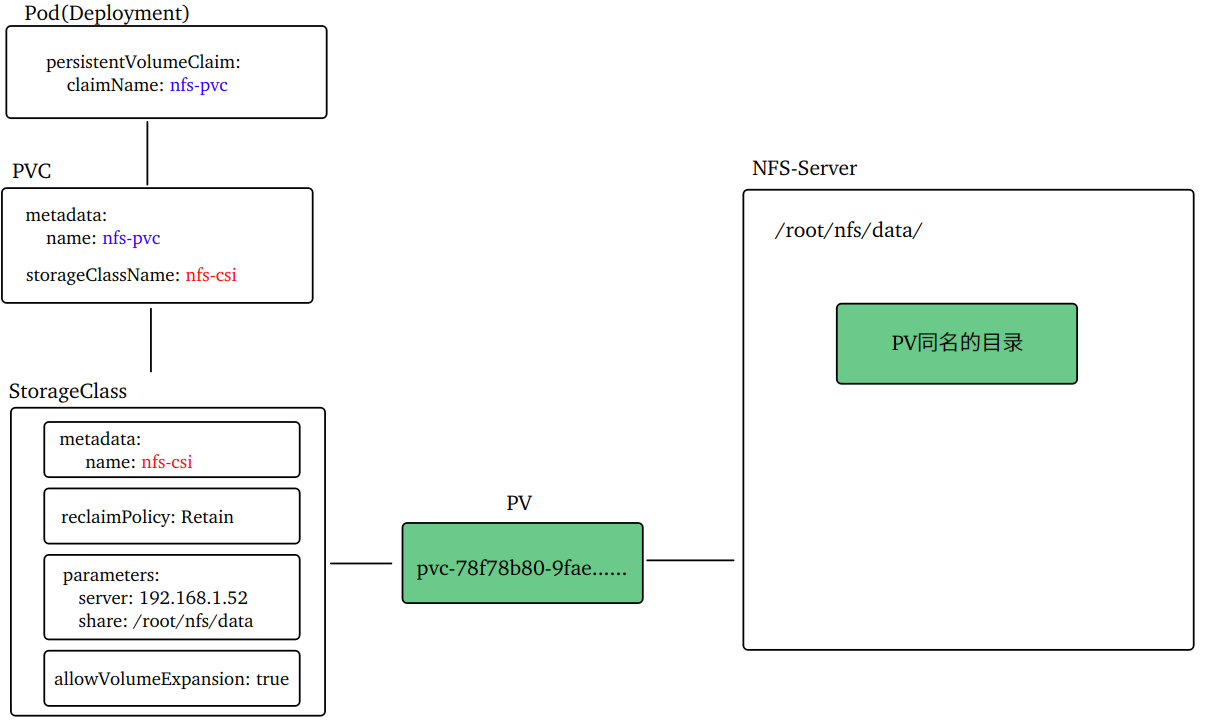 Pod(Deployment)
persistentVolumeClaim:
claimName: nfs-pvc
PVC
metadata:
name: nfs-pvc
storageClassName: nfs-csi
StorageClass
metadata:
name: nfs-csi
reclaimPolicy: Retain
parameters:
server: 192.168.1.52
share: /root/nfs/data
allowVolumeExpansion: true
PV
pvc-78f78b80-9fae......
NFS-Server
/root/nfs/data/
PV同名的目录